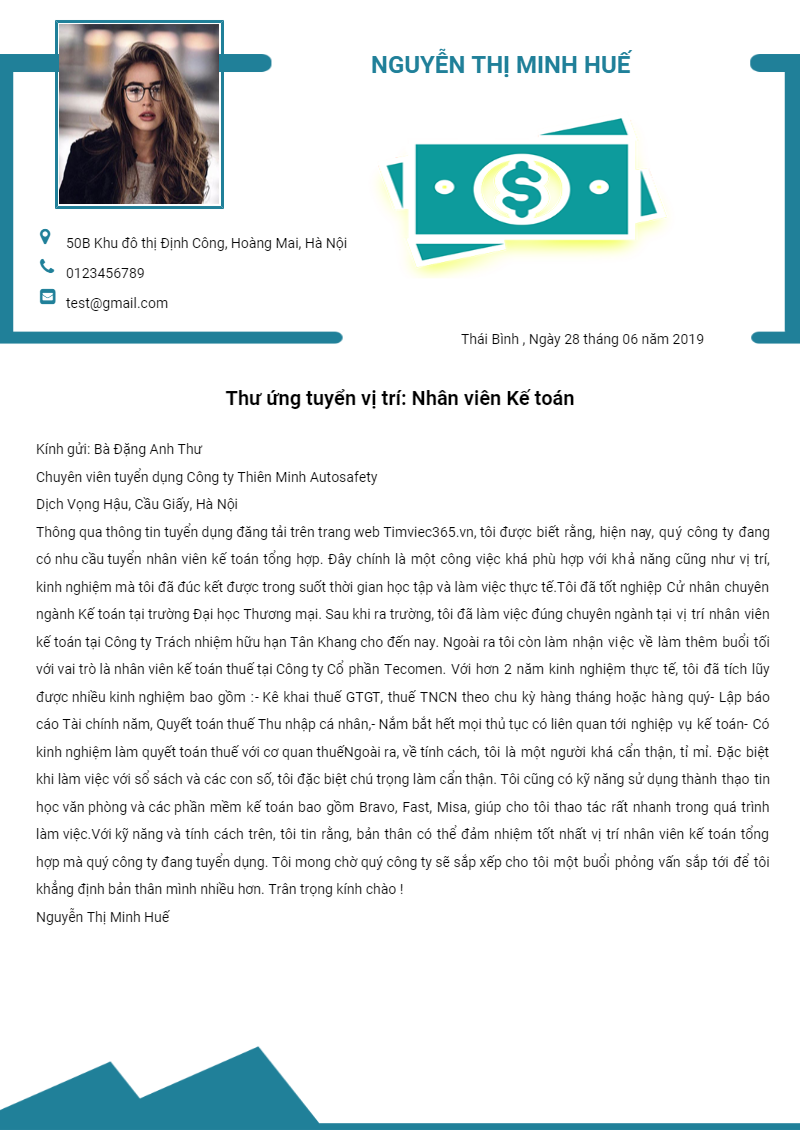 NGUYỄN THỊ MINH HUẾ
$
50B Khu đô thị Định Công, Hoàng Mai, Hà Nội
0123456789
test@gmail.com
Thái Bình , Ngày 28 tháng 06 năm 2019
Thư ứng tuyển vị trí: Nhân viên Kế toán
Kính gửi: Bà Đặng Anh Thư
Chuyên viên tuyển dụng Công ty Thiên Minh Autosafety
Dịch Vọng Hậu, Cầu Giấy, Hà Nội
Thông qua thông tin tuyển dụng đăng tải trên trang web Timviec365.vn, tôi được biết rằng, hiện nay, quý công ty đang
có nhu cầu tuyển nhân viên kế toán tổng hợp. Đây chính là một công việc khá phù hợp với khả năng cũng như vị trí,
kinh nghiệm mà tôi đã đúc kết được trong suốt thời gian học tập và làm việc thực tế.Tôi đã tốt nghiệp Cử nhân chuyên
ngành Kế toán tại trường Đại học Thương mại. Sau khi ra trường, tôi đã làm việc đúng chuyên ngành tại vị trí nhân viên
kế toán tại Công ty Trách nhiệm hữu hạn Tân Khang cho đến nay. Ngoài ra tôi còn làm nhận việc về làm thêm buổi tối
với vai trò là nhân viên kế toán thuế tại Công ty Cổ phần Tecomen. Với hơn 2 năm kinh nghiệm thực tế, tôi đã tích lũy
được nhiều kinh nghiệm bao gồm :- Kê khai thuế GTGT, thuế TNCN theo chu kỳ hàng tháng hoặc hàng quý- Lập báo
cáo Tài chính năm, Quyết toán thuế Thu nhập cá nhân,- Nắm bắt hết mọi thủ tục có liên quan tới nghiệp vụ kế toán- Có
kinh nghiệm làm quyết toán thuế với cơ quan thuếNgoài ra, về tính cách, tôi là một người khá cẩn thận, tỉ mỉ. Đặc biệt
khi làm việc với sổ sách và các con số, tôi đặc biệt chú trọng làm cẩn thận. Tôi cũng có kỹ năng sử dụng thành thạo tin
học văn phòng và các phần mềm kế toán bao gồm Bravo, Fast, Misa, giúp cho tôi thao tác rất nhanh trong quá trình
làm việc.Với kỹ năng và tính cách trên, tôi tin rằng, bản thân có thể đảm nhiệm tốt nhất vị trí nhân viên kế toán tổng
hợp mà quý công ty đang tuyển dụng. Tôi mong chờ quý công ty sẽ sắp xếp cho tôi một buổi phỏng vấn sắp tới để tôi
khẳng định bản thân mình nhiều hơn. Trân trọng kính chào !
Nguyễn Thị Minh Huế